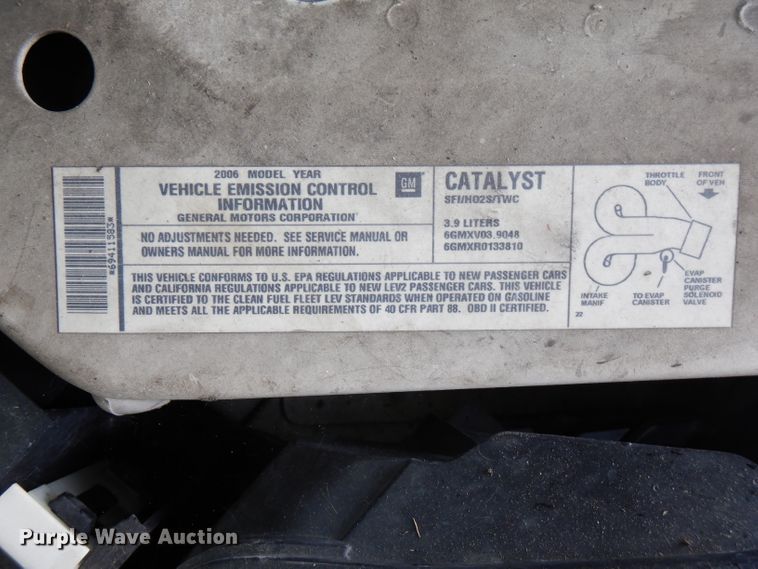 *69411583*
2006 MODEL YEAR
VEHICLE EMISSION CONTROL
INFORMATION
GENERAL MOTORS CORPORATION
GM
NO ADJUSTMENTS NEEDED. SEE SERVICE MANUAL OR
OWNERS MANUAL FOR MORE INFORMATION.
CATALYST
SFI/HO2S/TWC
3.9 LITERS
6GMXV03.9048
6GMXR0133810
THIS VEHICLE CONFORMS TO U.S. EPA REGULATIONS APPLICABLE TO NEW PASSENGER CARS
AND CALIFORNIA REGULATIONS APPLICABLE TO NEW LEV2 PASSENGER CARS. THIS VEHICLE
IS CERTIFIED TO THE CLEAN FUEL FLEET LEV STANDARDS WHEN OPERATED ON GASOLINE
AND MEETS ALL THE APPLICABLE REQUIREMENTS OF 40 CFR PART 88. OBD II CERTIFIED.
THROTTLE
BODY
FRONT
OF VEH
INTAKE
MANIF
TO EVAP
CANISTER
EVAP
CANISTER
PURGE
SOLENOID
VALVE
22
Purple Wave Auction